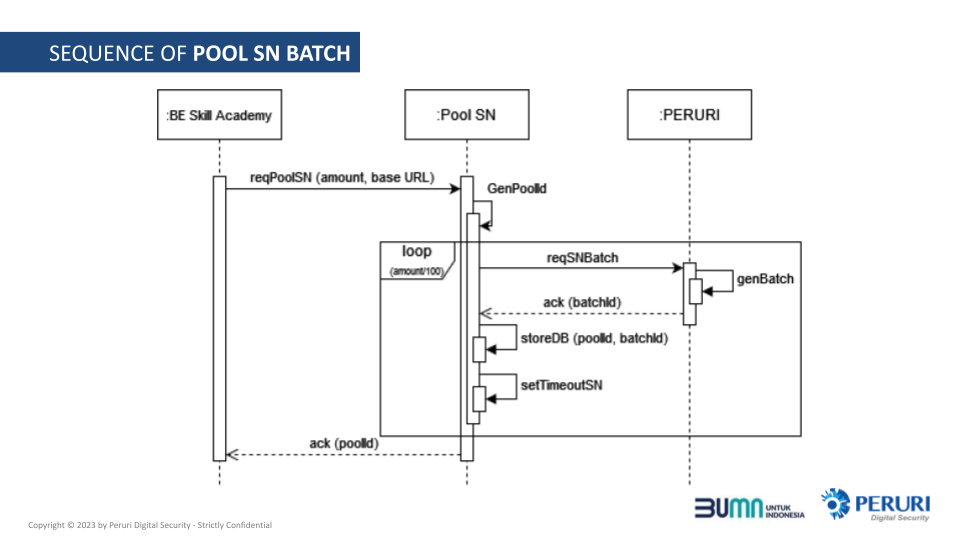 SEQUENCE OF POOL SN BATCH
:BE Skill Academy
:Pool SN
:PERURI
reqPoolSN (amount, base URL)
GenPoolId
loop
(amount/100)
reqSNBatch
genBatch
ack (batchId)
storeDB (poolId, batchId)
setTimeoutSN
ack (poolId)
BUMN UNTUK
INDONESIA
PERURI
Digital Security
Copyright © 2023 by Peruri Digital Security - Strictly Confidential